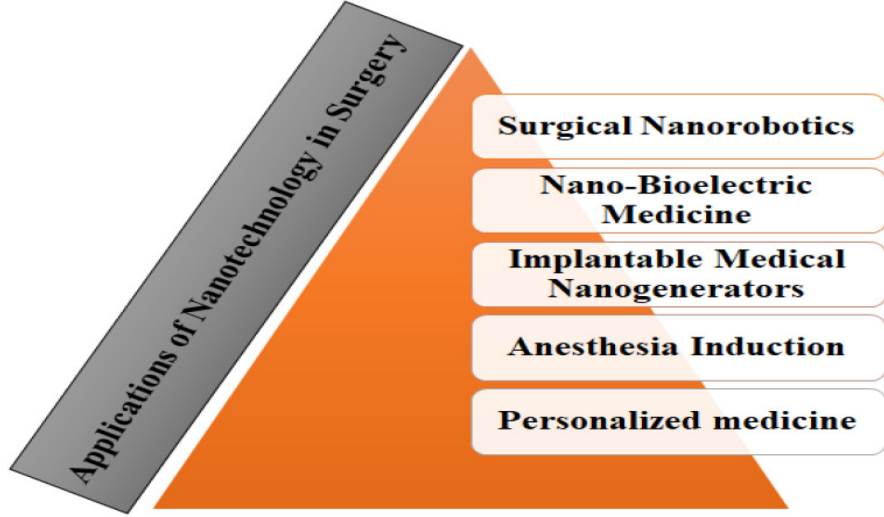 Applications of Nanotechnology in Surgery
Surgical Nanorobotics
Nano-Bioelectric
Medicine
Implantable Medical
Nanogenerators
Anesthesia Induction
Personalized medicine